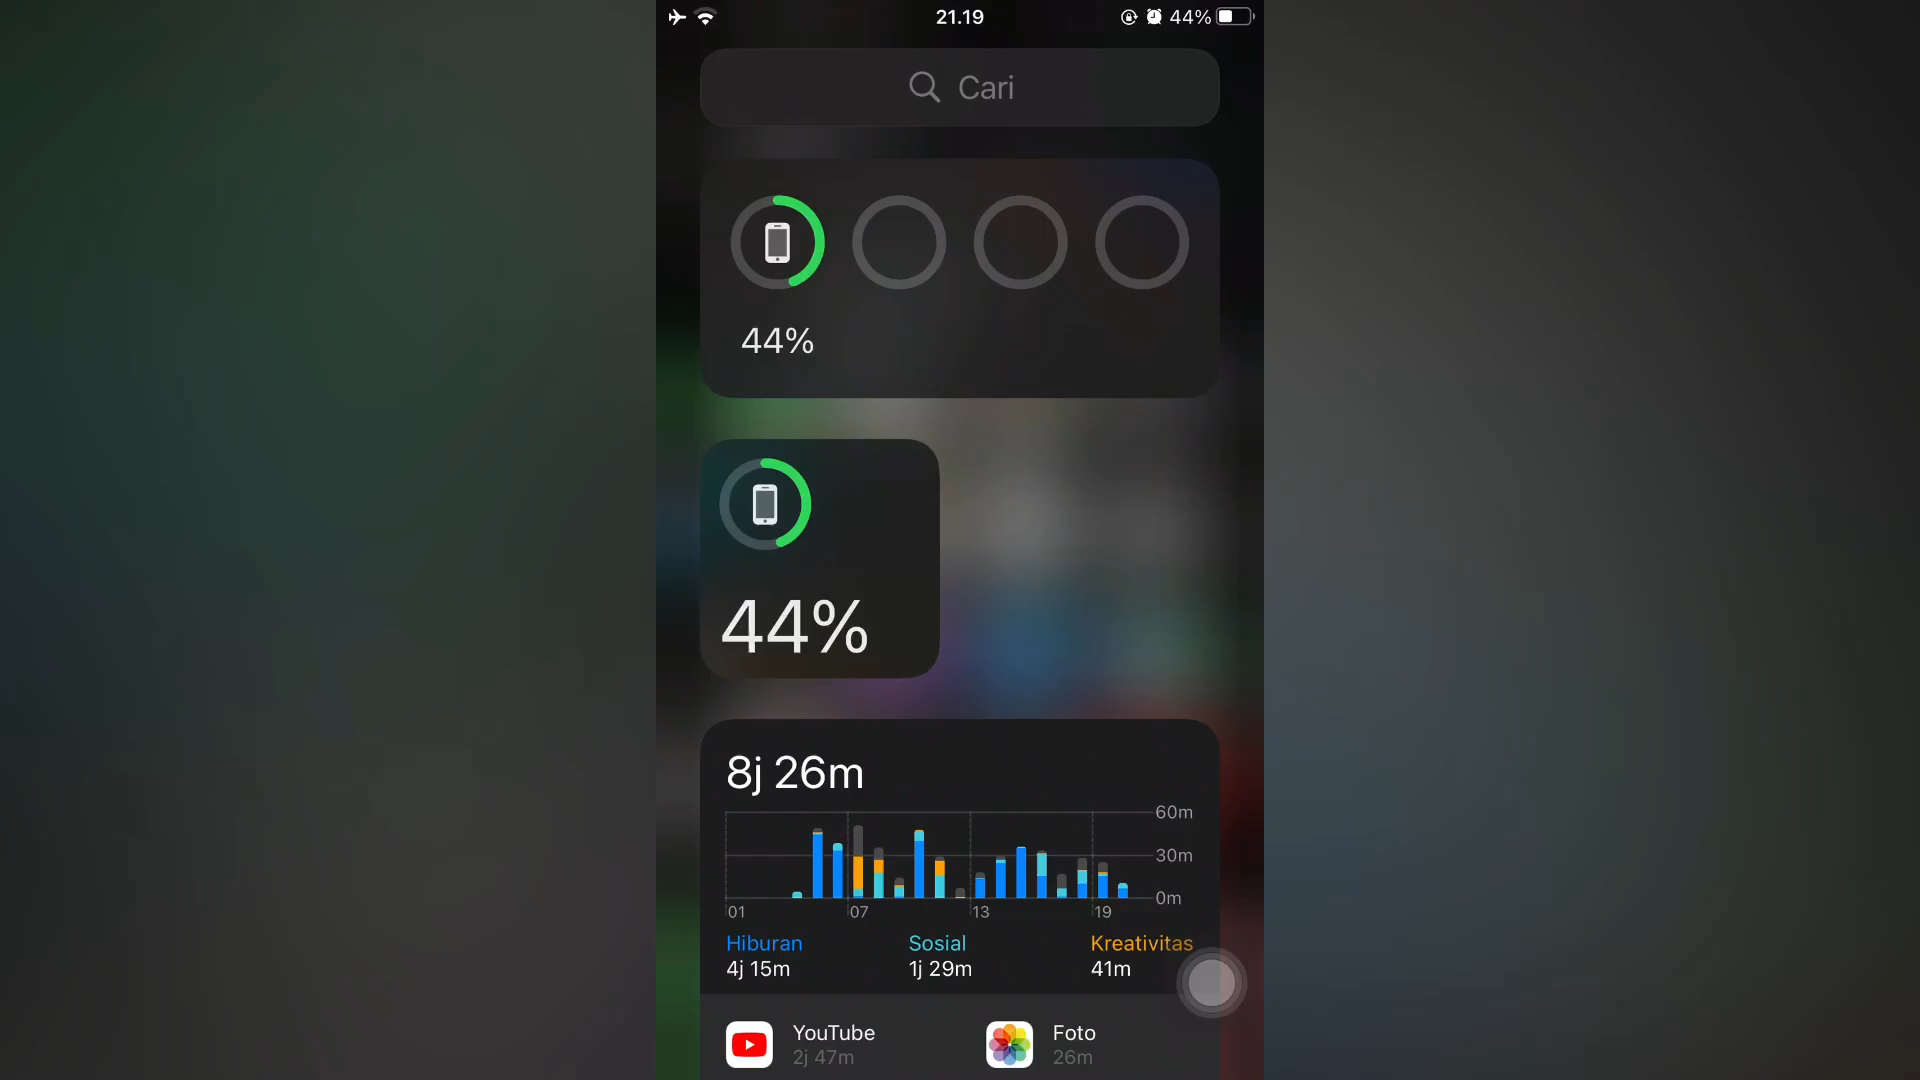 21.19
44%
Cari
44%
44%
8j 26m
60m
30m
0m
01 07 13 19
Hiburan Sosial Kreativitas
4j 15m 1j 29m 41m
YouTube Foto
2j 47m 26m